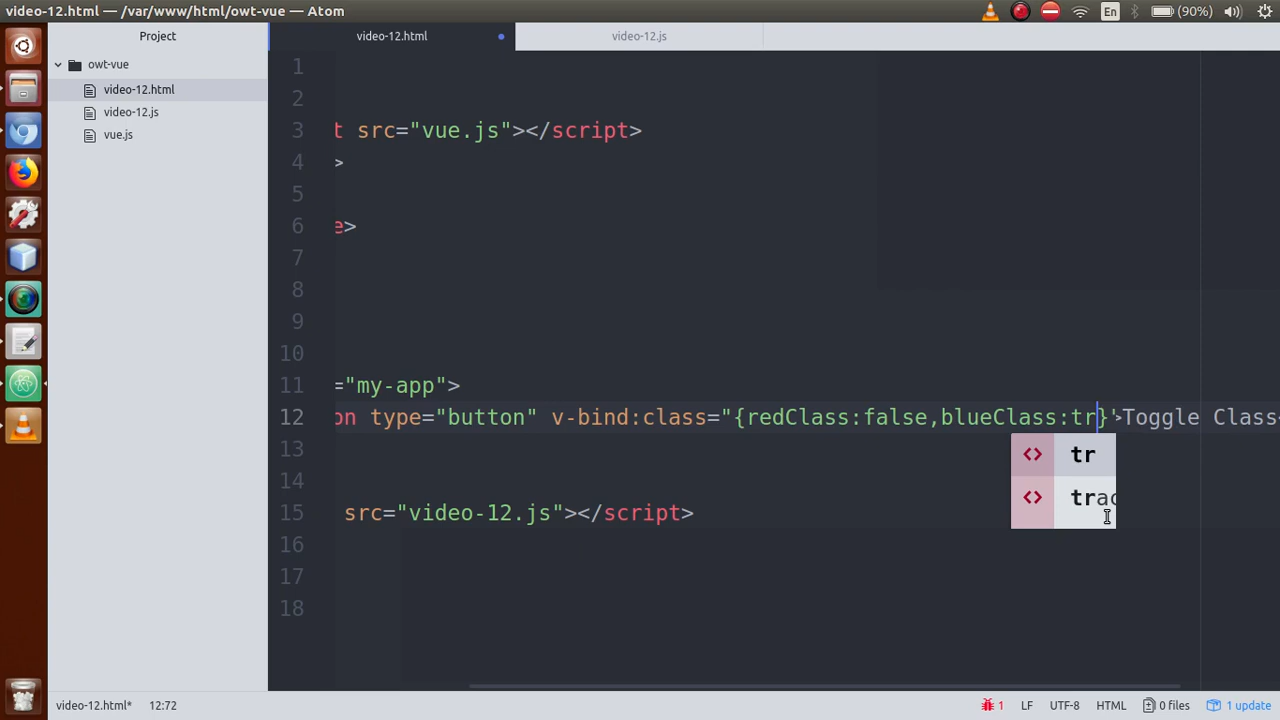 video-12.html — /var/www/html/owt-vue — Atom
En
(90%)
Project
video-12.html
video-12.js
owt-vue
video-12.html
video-12.js
vue.js
1
2
3 t src="vue.js"></script>
4 >
5
6 e>
7
8
9
10
11 ="my-app">
12 on type="button" v-bind:class="{redClass:false,blueClass:tr}">Toggle Class<
13
14
15 src="video-12.js"></script>
16
17
18
<> tr
<> trac
video-12.html* 12:72
1 LF UTF-8 HTML 0 files 1 update